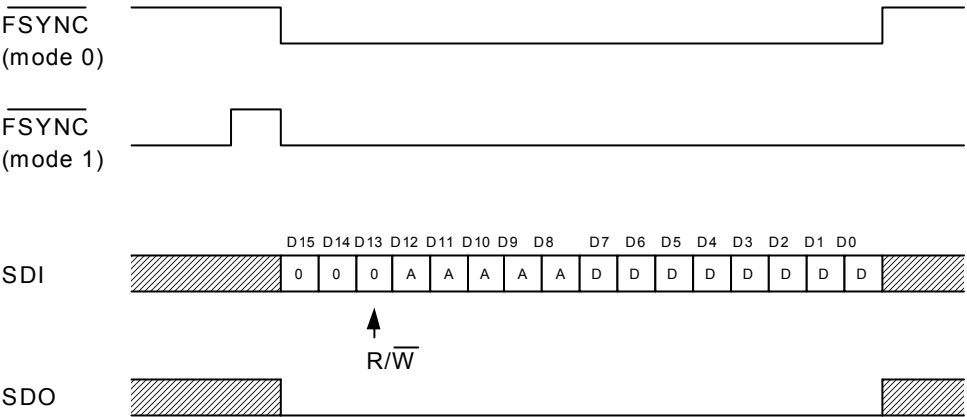 FSYNC
(mode 0)
FSYNC
(mode 1)
D15 D14 D13 D12 D11 D10 D9 D8 D7 D6 D5 D4 D3 D2 D1 D0
SDI 0 0 0 A A A A A D D D D D D D D
R/W
SDO